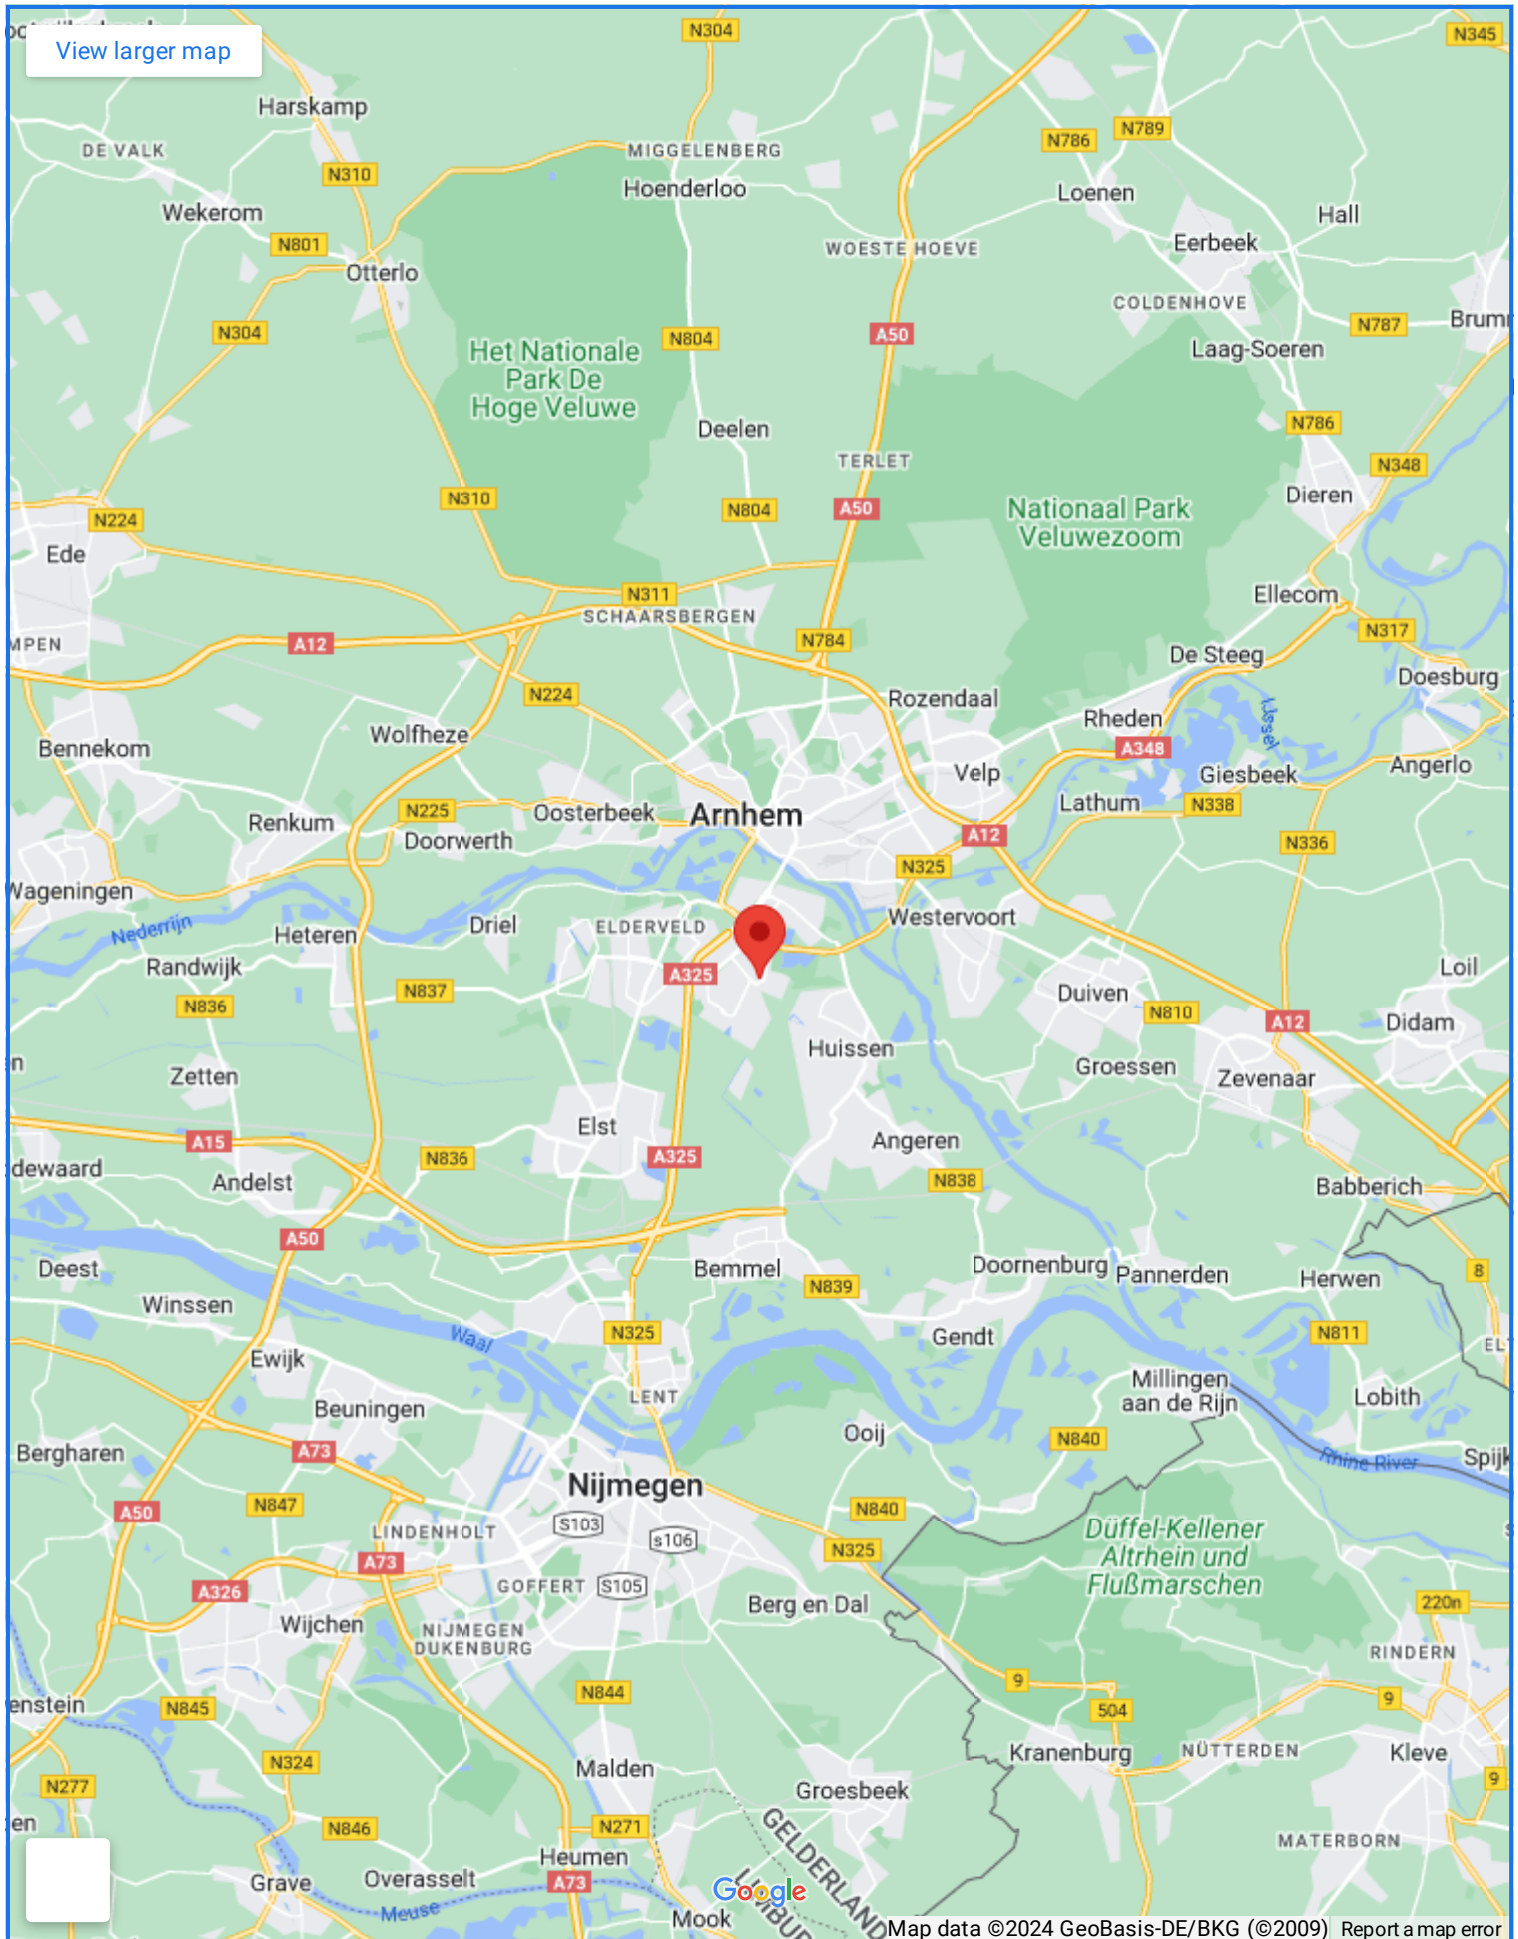 View larger map
N304
N345
Harskamp
DE VALK
MIGGELENBERG
N786
N789
N310
Hoenderloo
Loenen
Wekerom
Hall
N801
WOESTE HOEVE
Eerbeek
Otterlo
COLDENHOVE
N304
N804
A50
N787
Het Nationale
Park De
Hoge Veluwe
Laag-Soeren
Deelen
N786
TERLET
N348
N310
Dieren
N224
N804
A50
Nationaal Park
Veluwezoom
Ede
N311
Ellecom
SCHAARSBERGEN
N317
A12
N784
De Steeg
Doesburg
N224
Rozendaal
Rheden
IJssel
Wolfheze
A348
Bennekom
Velp
Giesbeek
Angerlo
N225
Oosterbeek
Arnhem
Lathum
N338
Renkum
Doorwerth
A12
N336
Wageningen
N325
Nederrijn
Heteren
Driel
ELDERVELD
Westervoort
Randwijk
A325
Loil
N836
N837
Duiven
N810
A12
Didam
Huissen
Zetten
Groessen
Zevenaar
Elst
A15
N836
A325
Angeren
Andelst
N838
Babberich
A50
Deest
Bemmel
Doornenburg
Pannerden
Herwen
8
Winssen
N839
Waal
N325
Gendt
N811
Ewijk
LENT
Millingen
aan de Rijn
Lobith
Beuningen
Ooij
N840
Bergharen
A73
Rhine River
Nijmegen
A50
N847
N840
LINDENHOLT
S103
s106
Düffel-Kellener
Altrhein und
Flußmarschen
A73
N325
A326
GOFFERT
S105
Berg en Dal
220n
Wijchen
NIJMEGEN
DUKENBURG
RINDERN
N844
9
9
N845
504
N324
Kranenburg
NÜTTERDEN
Kleve
N277
Malden
Groesbeek
9
N846
N271
GELDERLAND
MATERBORN
Heumen
Grave
Overasselt
A73
Google
Meuse
Mook
Map data ©2024 GeoBasis-DE/BKG (©2009)
Report a map error